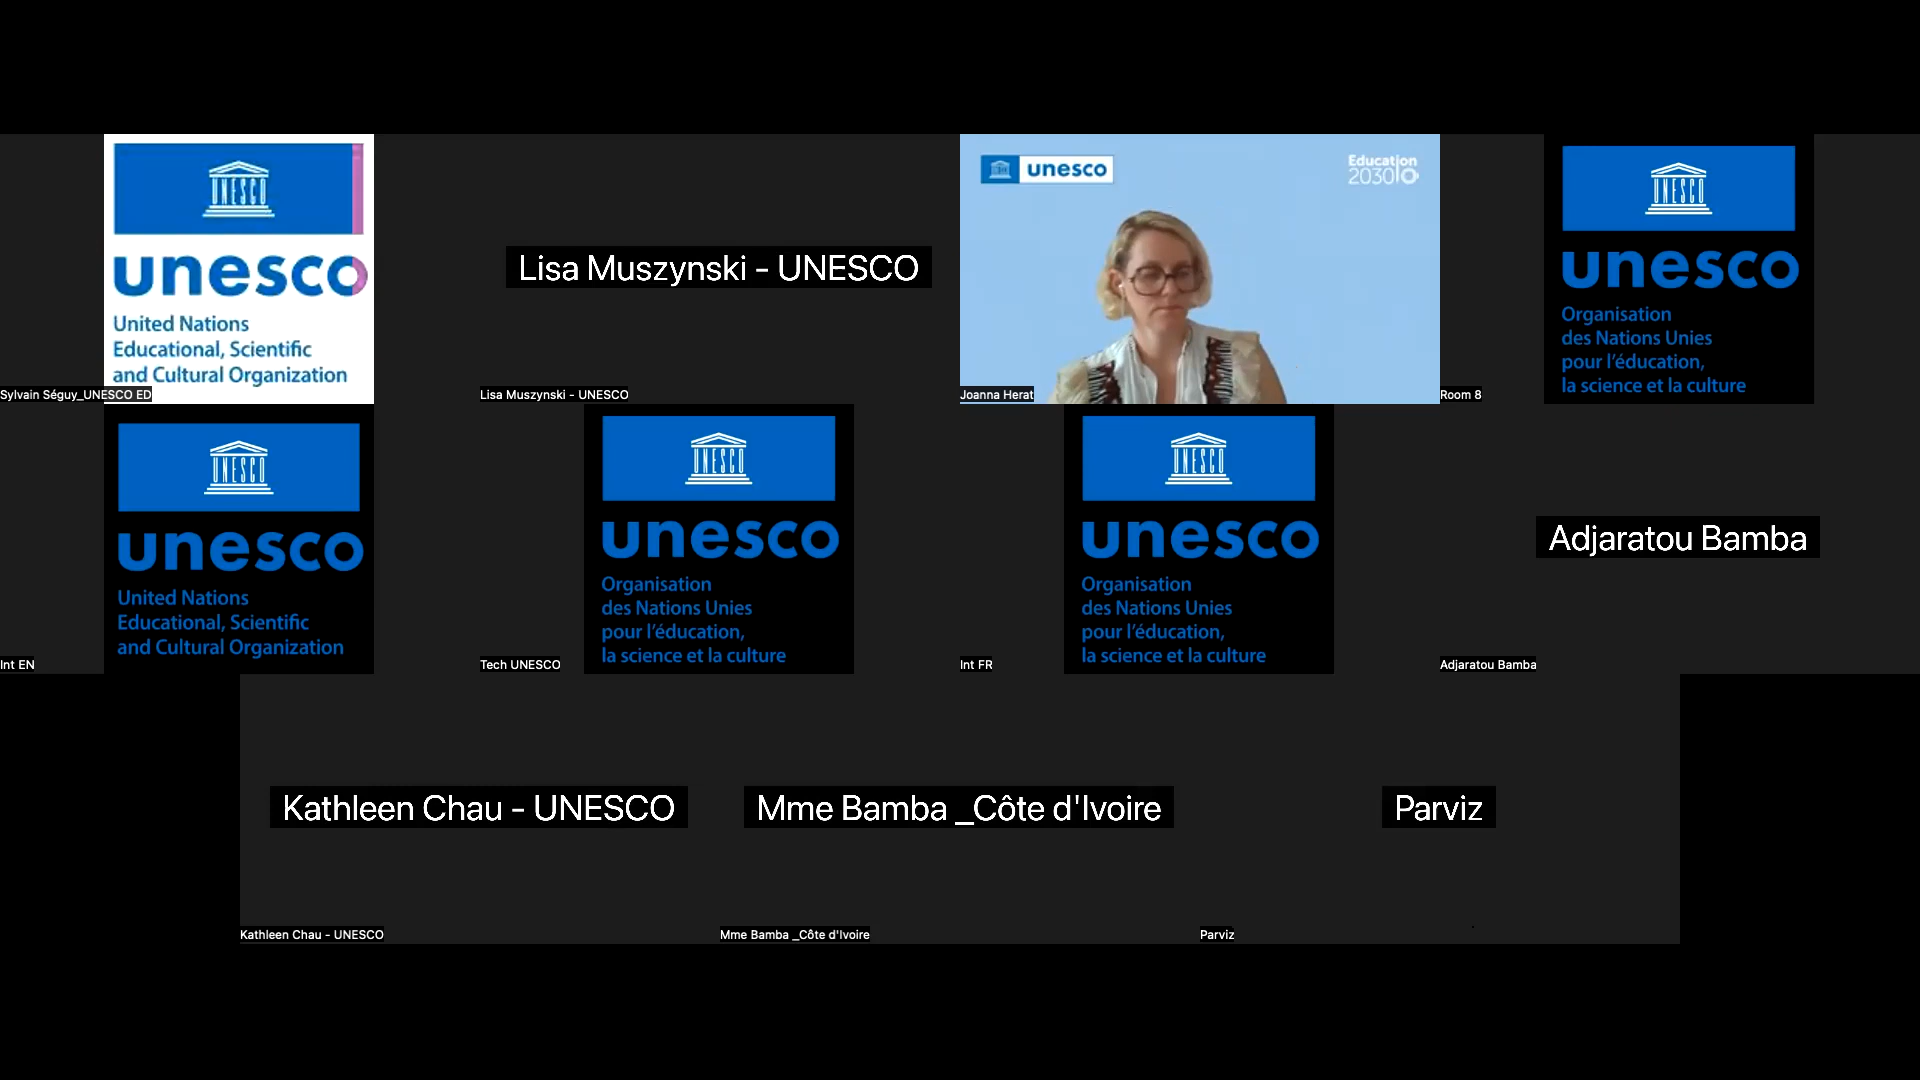 UNESCO
unesco
United Nations
Educational, Scientific
and Cultural Organization
Sylvain Séguy_UNESCO ED
Lisa Muszynski - UNESCO
Lisa Muszynski - UNESCO
unesco
Education
2030
Joanna Herat
UNESCO
unesco
Organisation
des Nations Unies
pour l'éducation,
la science et la culture
Room 8
UNESCO
unesco
United Nations
Educational, Scientific
and Cultural Organization
Int EN
UNESCO
unesco
Organisation
des Nations Unies
pour l'éducation,
la science et la culture
Tech UNESCO
UNESCO
unesco
Organisation
des Nations Unies
pour l'éducation,
la science et la culture
Int FR
Adjaratou Bamba
Adjaratou Bamba
Kathleen Chau - UNESCO
Kathleen Chau - UNESCO
Mme Bamba _Côte d'Ivoire
Mme Bamba _Côte d'Ivoire
Parviz
Parviz